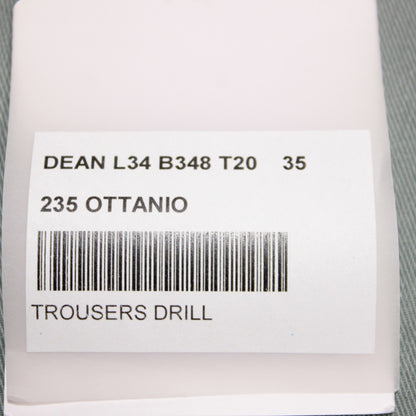 DEAN L34 B348 T20 35
235 OTTANIO
TROUSERS DRILL